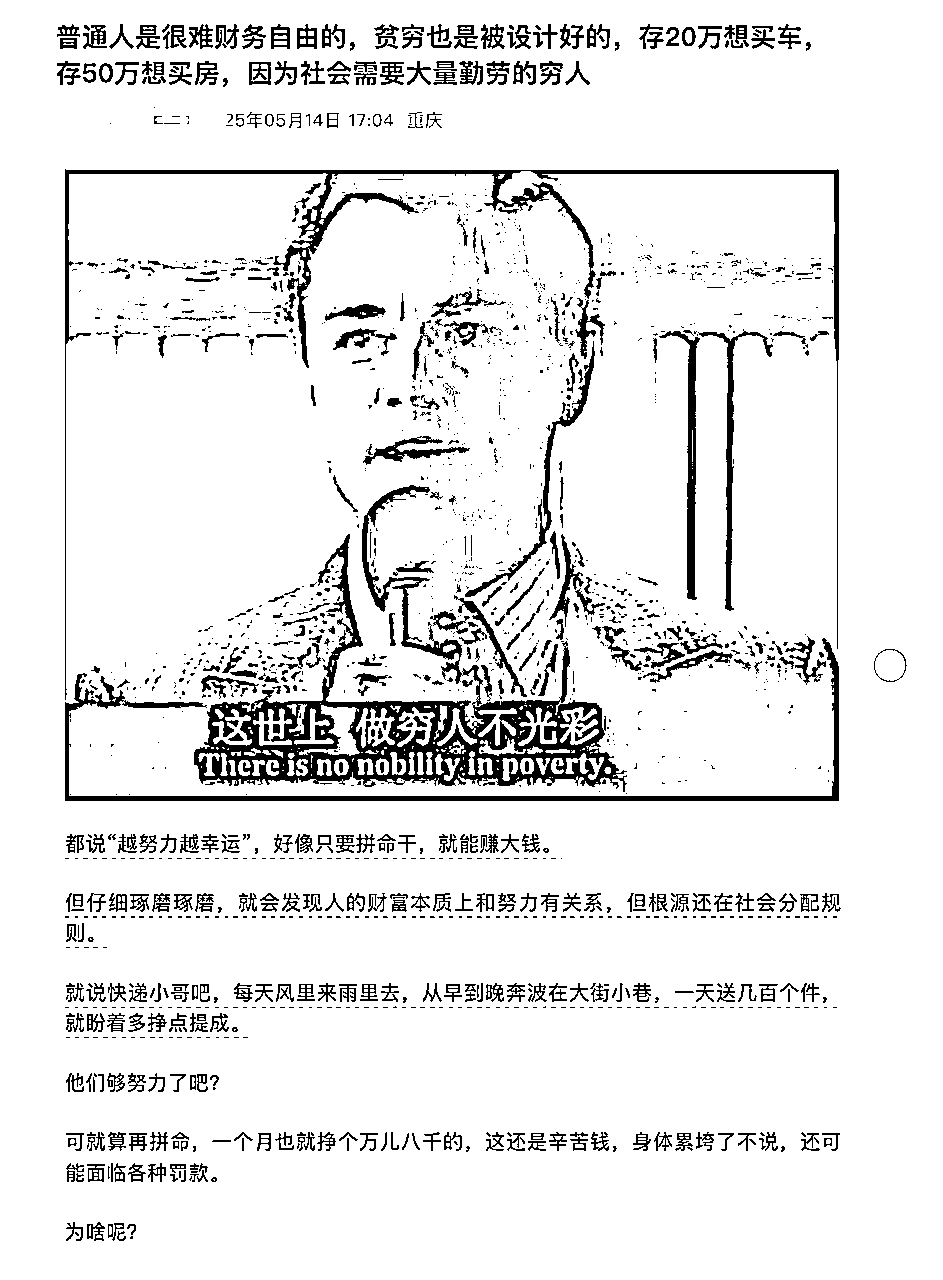 普通人是很难财务自由的，贫穷也是被设计好的，存20万想买车，
存50万想买房，因为社会需要大量勤劳的穷人
25年05月14日 17:04 重庆
这世上 做穷人不光彩
There is no nobility in poverty.
都说“越努力越幸运”，好像只要拼命干，就能赚大钱。
但仔细琢磨琢磨，就会发现人的财富本质上和努力有关系，但根源还在社会分配规
则。
就说快递小哥吧，每天风里来雨里去，从早到晚奔波在大街小巷，一天送几百个件，
就盼着多挣点提成。
他们够努力了吧？
可就算再拼命，一个月也就挣个万儿八千的，这还是辛苦钱，身体累垮了不说，还可
能面临各种罚款。
为啥呢？